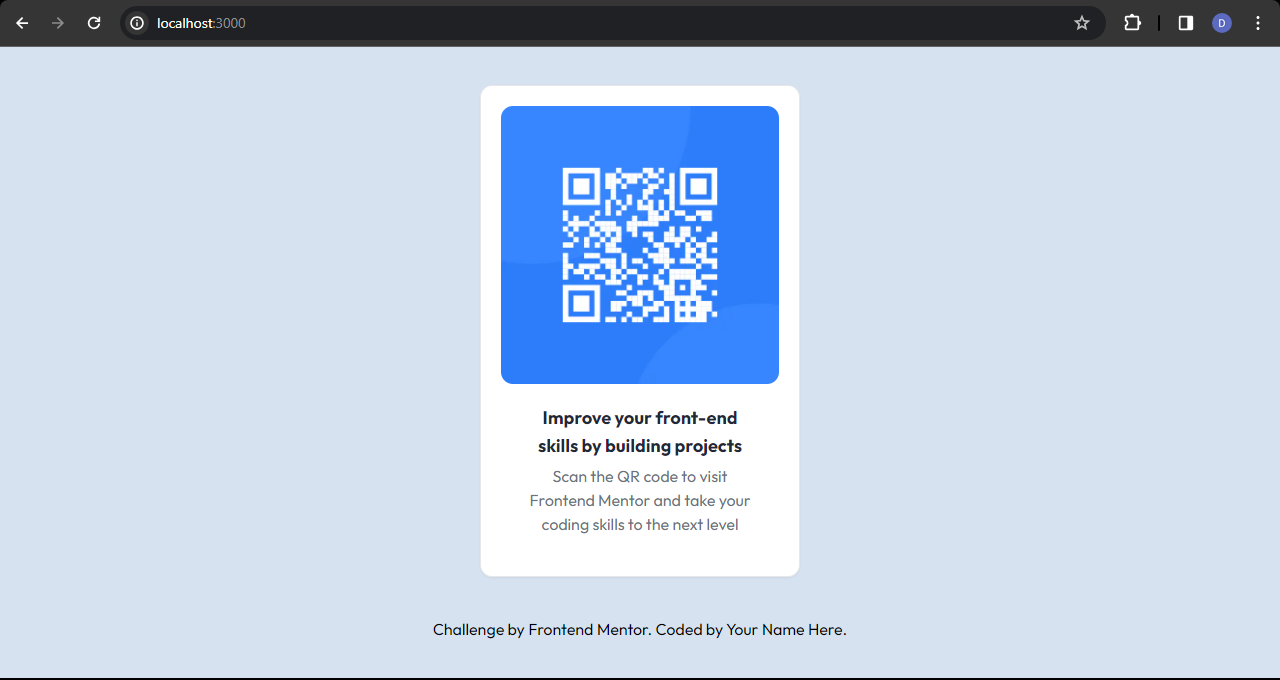 localhost:3000
D
Improve your front-end
skills by building projects
Scan the QR code to visit
Frontend Mentor and take your
coding skills to the next level
Challenge by Frontend Mentor. Coded by Your Name Here.